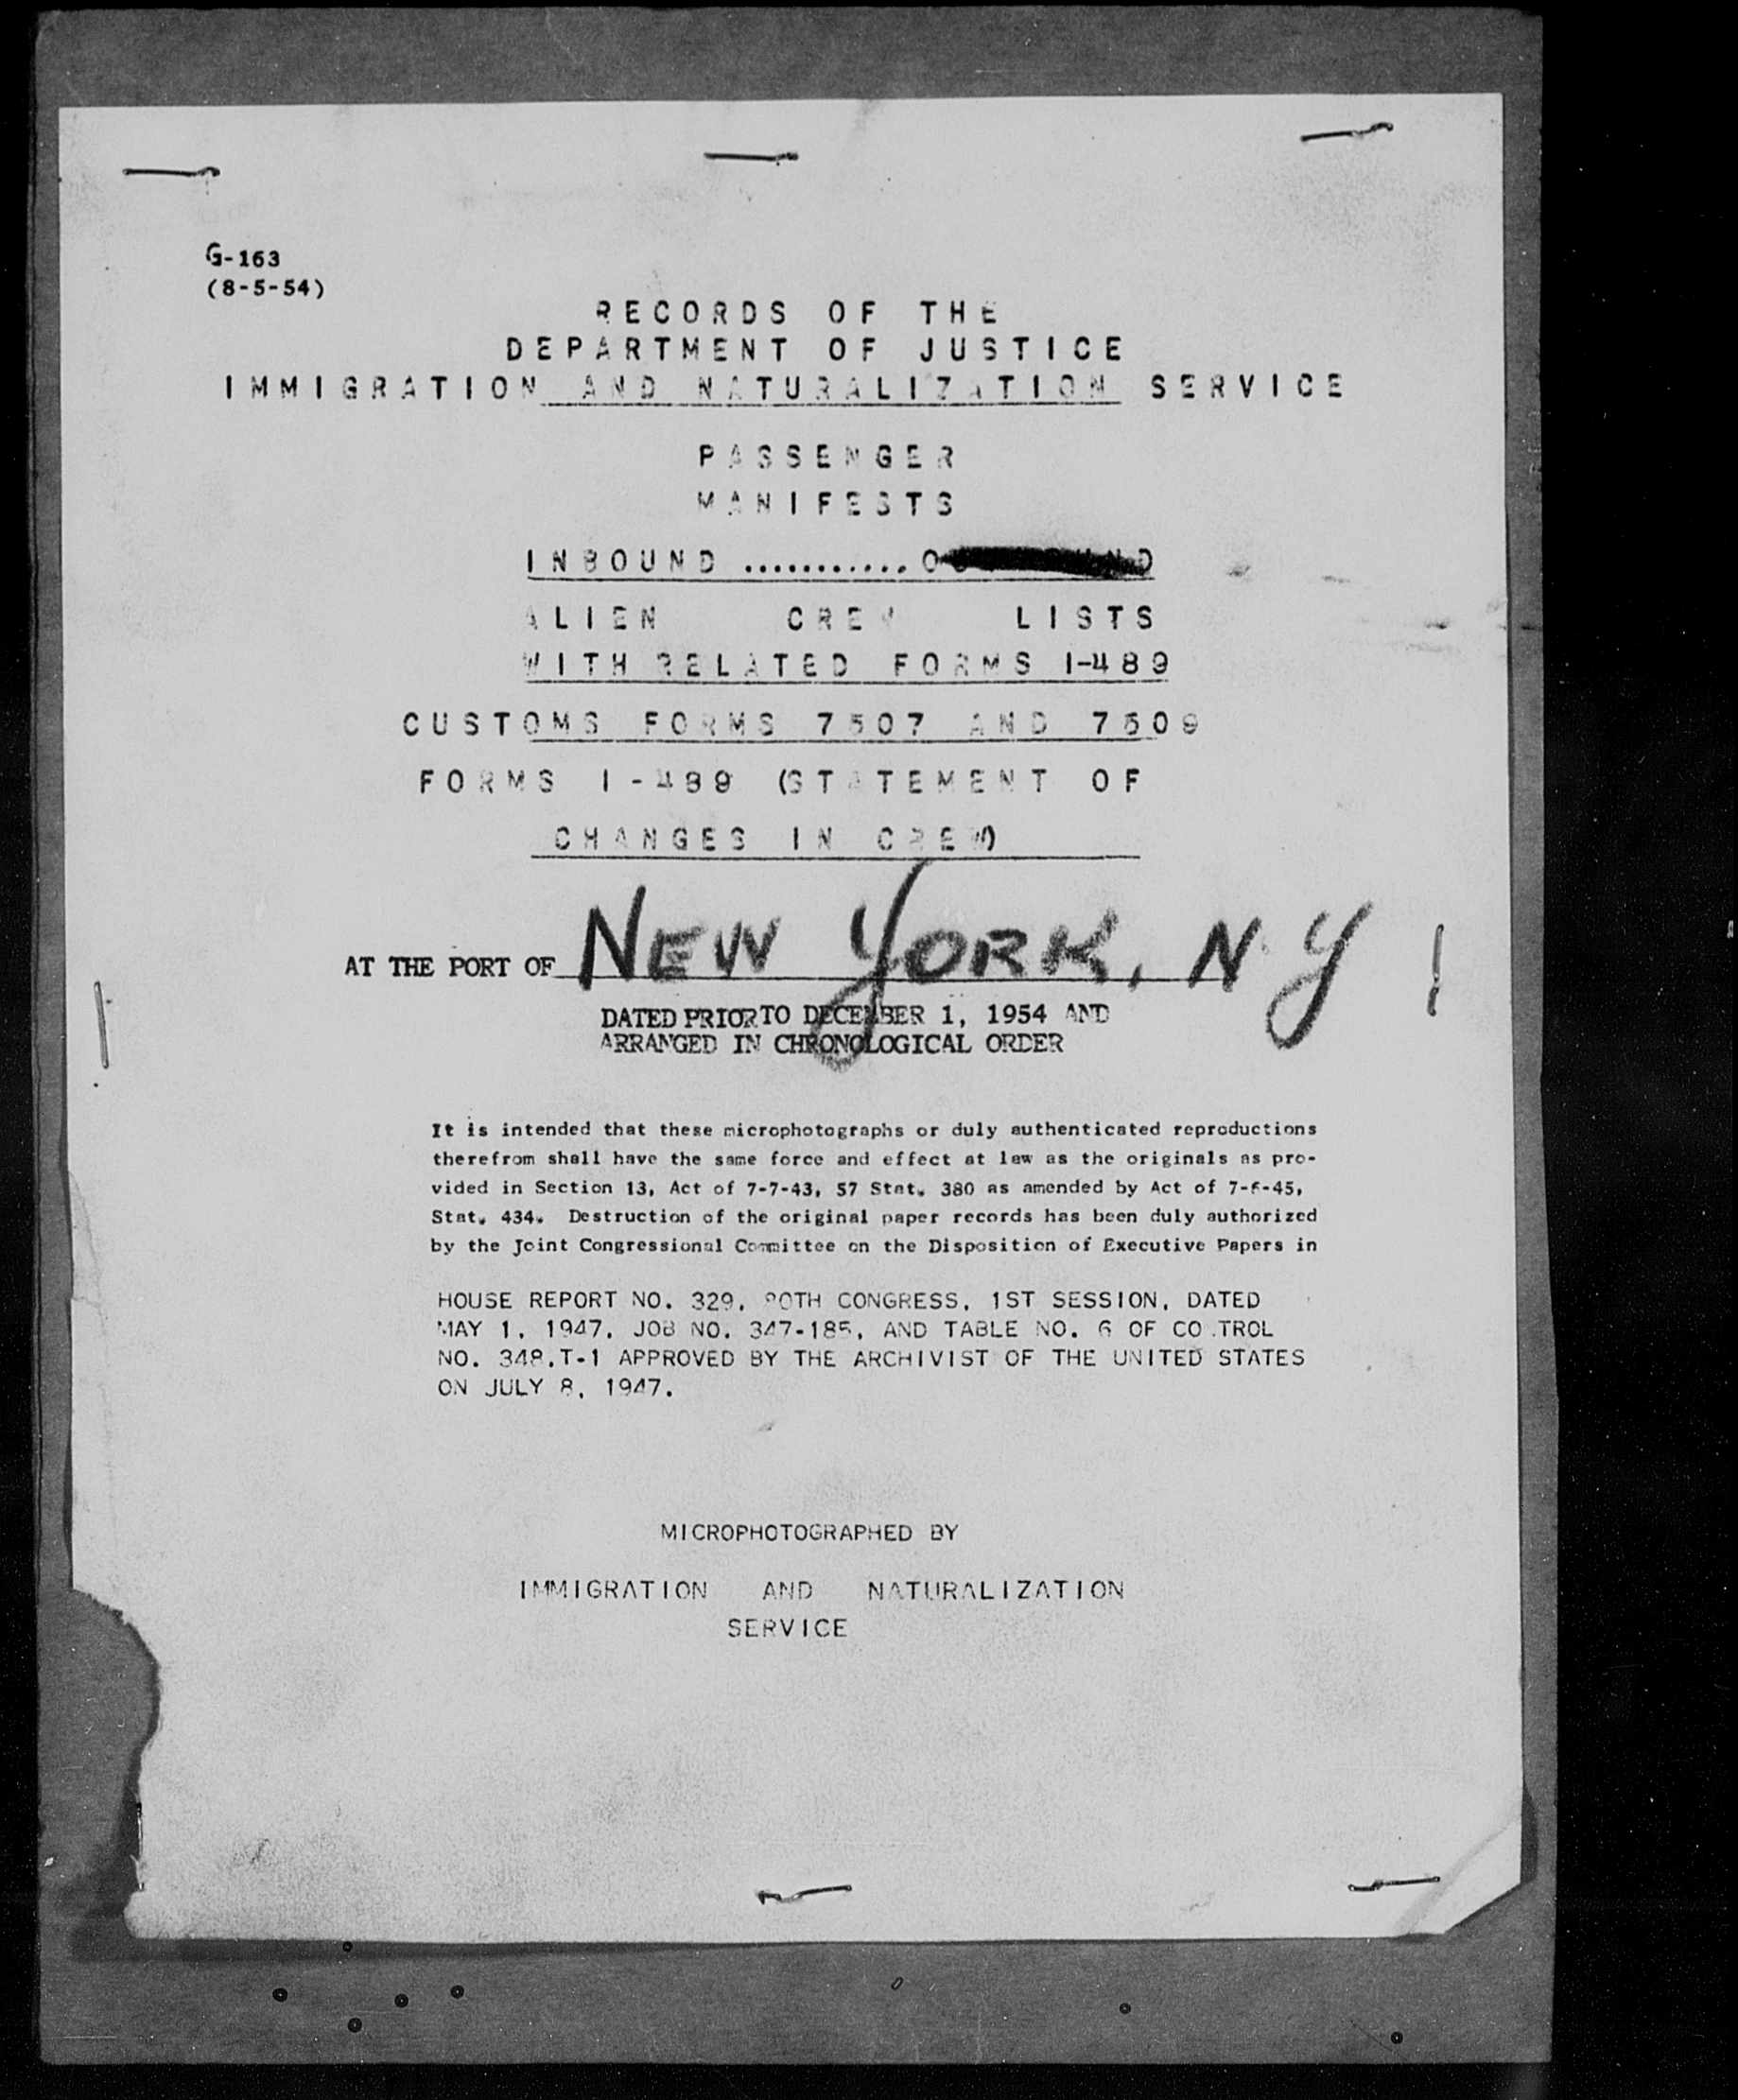 G-163
(8-5-54)
RECORDS OF THE
DEPARTMENT OF JUSTICE
IMMIGRATION AND NATURALIZATION SERVICE
PASSENGER
MANIFESTS
INBOUND ...........
ALIEN CREW LISTS
WITH RELATED FORMS I-489
CUSTOMS FORMS 7507 AND 7509
FORMS I-489 (STATEMENT OF
CHANGES IN CREW)
AT THE PORT OF NEW YORK, N.Y
DATED PRIOR TO DECEMBER 1, 1954 AND
ARRANGED IN CHRONOLOGICAL ORDER
It is intended that these microphotographs or duly authenticated reproductions
therefrom shall have the same force and effect at law as the originals as pro-
vided in Section 13, Act of 7-7-43, 57 Stat. 380 as amended by Act of 7-6-45,
Stat. 434. Destruction of the original paper records has been duly authorized
by the Joint Congressional Committee on the Disposition of Executive Papers in
HOUSE REPORT NO. 329, 80TH CONGRESS, 1ST SESSION, DATED
MAY 1, 1947, JOB NO. 347-185, AND TABLE NO. 6 OF CO.TROL
NO. 348.T-1 APPROVED BY THE ARCHIVIST OF THE UNITED STATES
ON JULY 8, 1947.
MICROPHOTOGRAPHED BY
IMMIGRATION AND NATURALIZATION
SERVICE